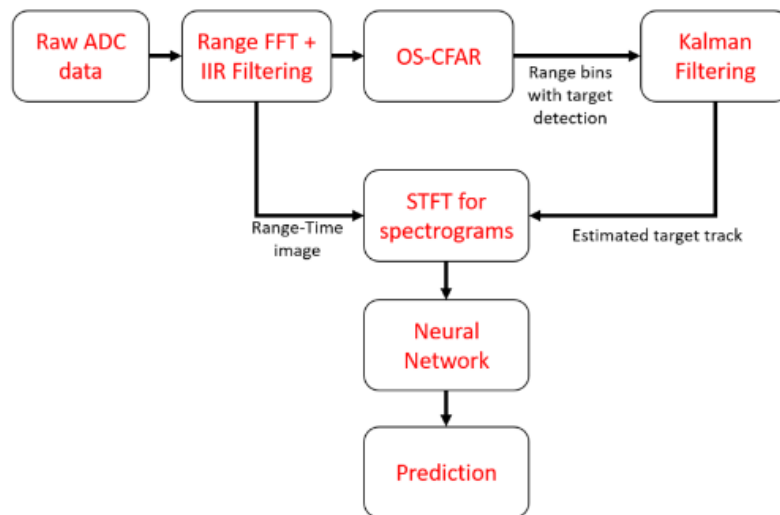 Raw ADC
data
Range FFT +
IIR Filtering
OS-CFAR
Range bins
with target
detection
Kalman
Filtering
Range-Time
image
STFT for
spectrograms
Estimated target track
Neural
Network
Prediction